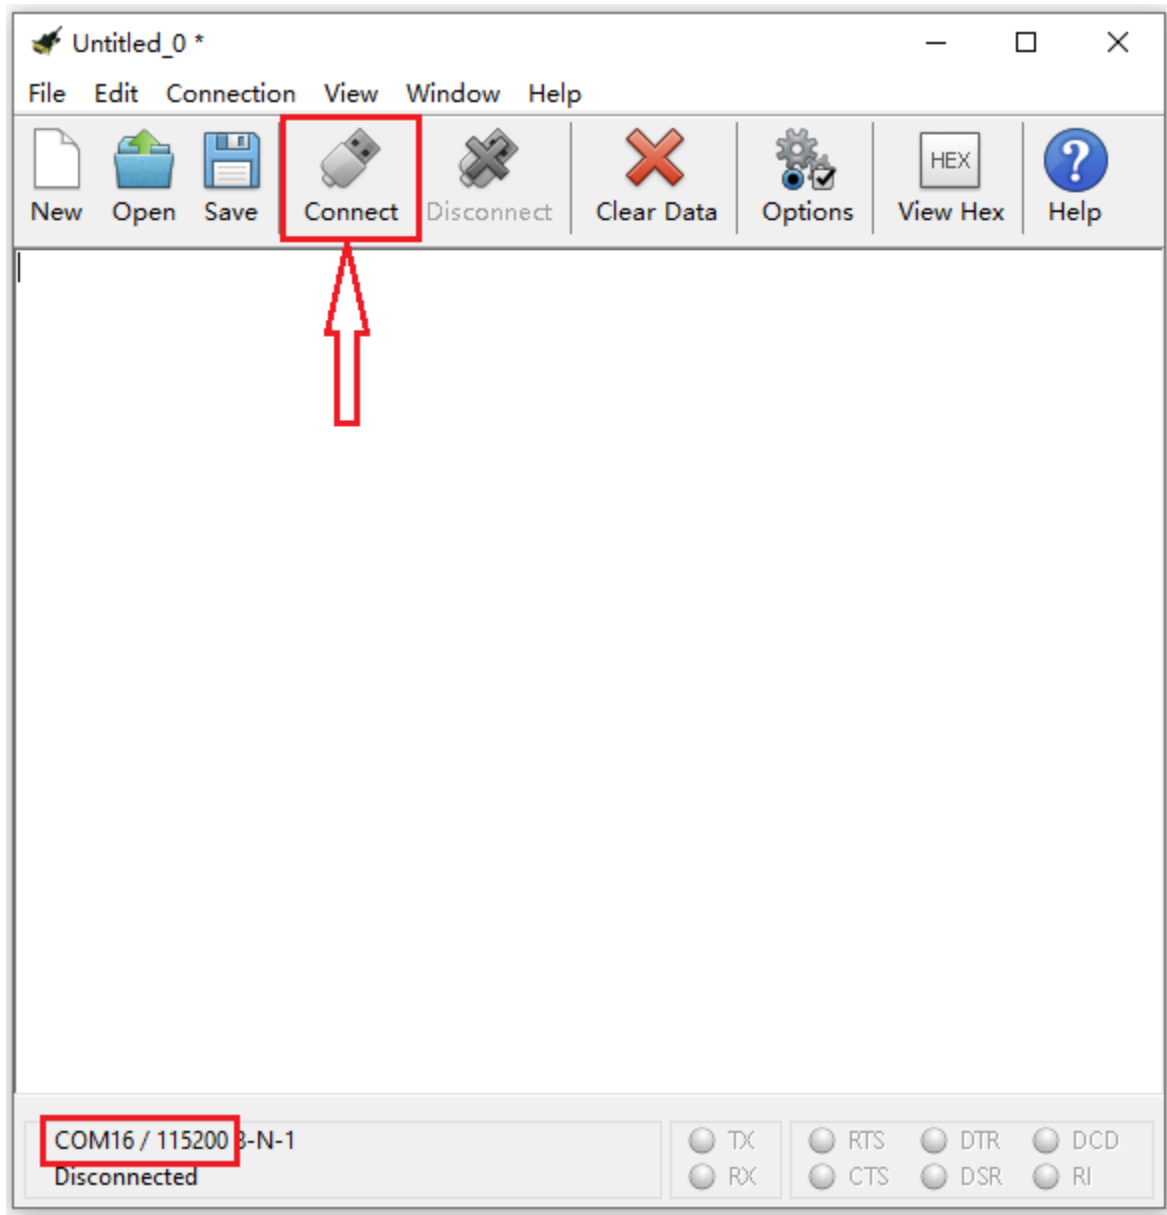 Untitled_0 *
File Edit Connection View Window Help
HEX
?
New Open Save Connect Disconnect Clear Data Options View Hex Help
COM16 / 115200 8-N-1
TX RTS DTR DCD
Disconnected
RX CTS DSR RI